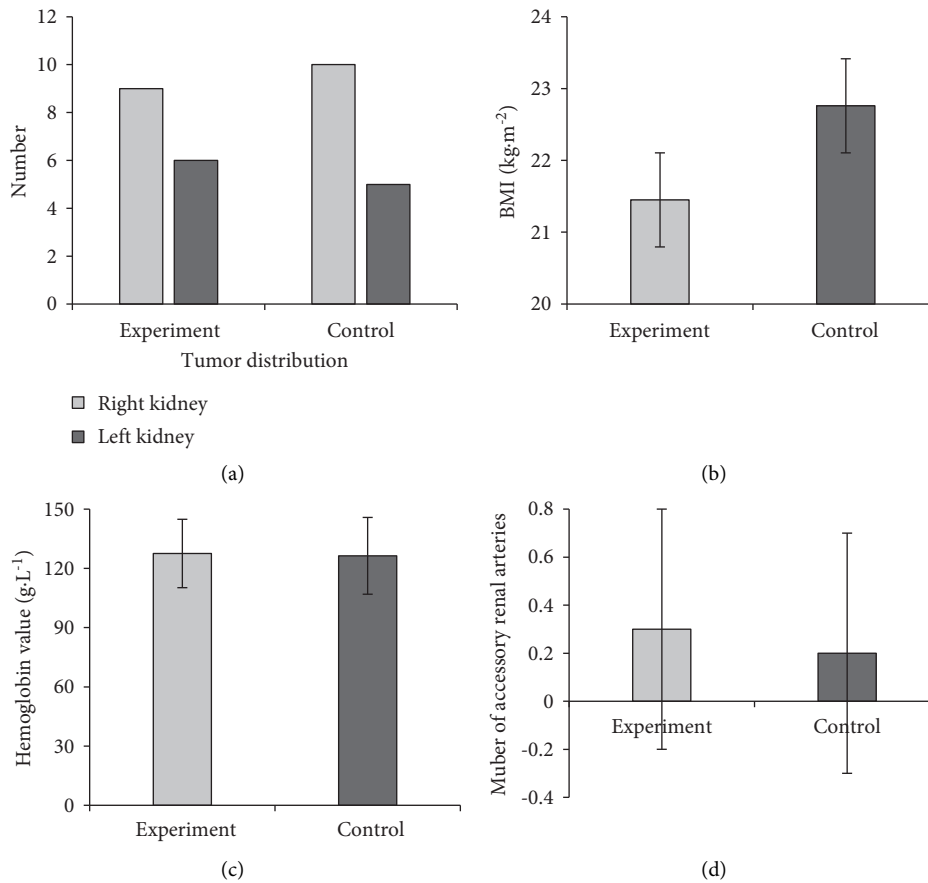 Number
12
10
8
6
4
2
0
Experiment Control
Tumor distribution
Right kidney
Left kidney
(a)
BMI (kg·m-2)
24
23
22
21
20
Experiment Control
(b)
Hemoglobin value (g·L-1)
150
120
90
60
30
0
Experiment Control
(c)
Muber of accessory renal arteries
0.8
0.6
0.4
0.2
0
-0.2
-0.4
Experiment Control
(d)